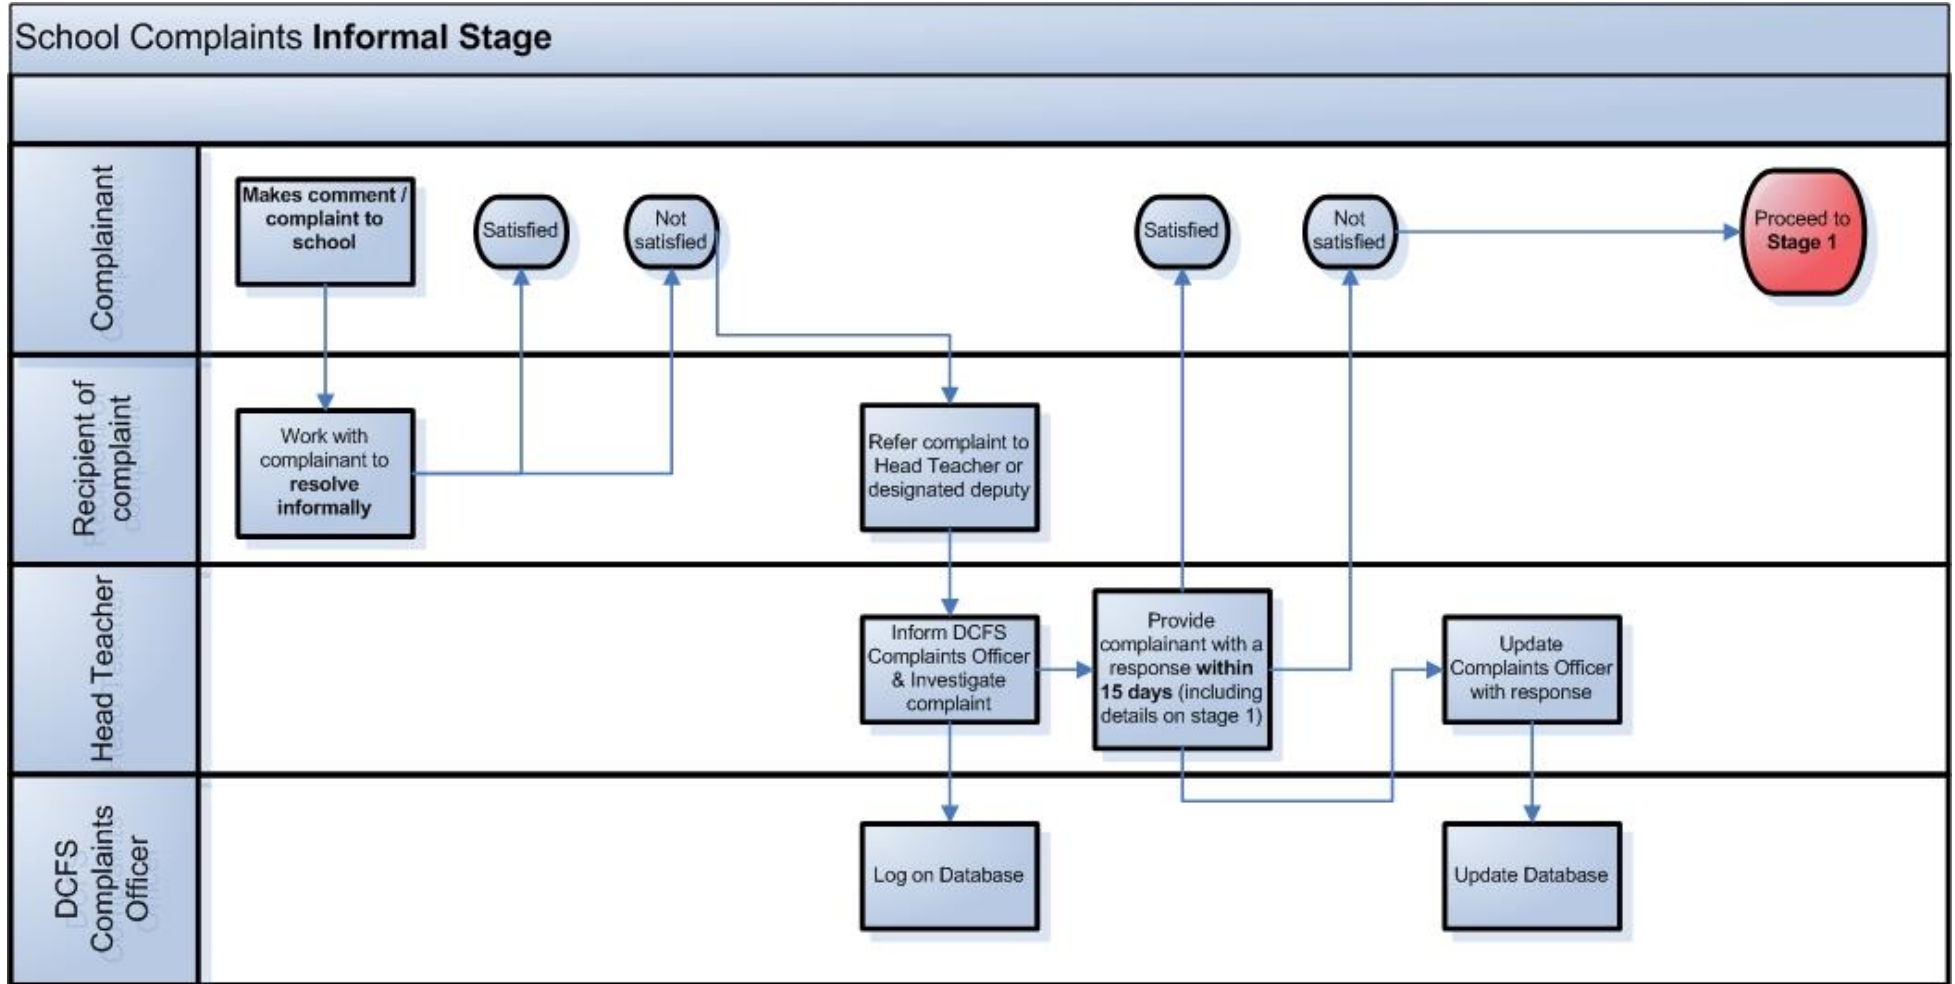 School Complaints Informal Stage
Complainant
Makes comment /
complaint to
school
Satisfied
Not
satisfied
Satisfied
Not
satisfied
Proceed to
Stage 1
Recipient of
complaint
Work with
complainant to
resolve
informally
Refer complaint to
Head Teacher or
designated deputy
Head Teacher
Inform DCFS
Complaints Officer
& Investigate
complaint
Provide
complainant with a
response within
15 days (including
details on stage 1)
Update
Complaints Officer
with response
DCFS
Complaints
Officer
Log on Database
Update Database